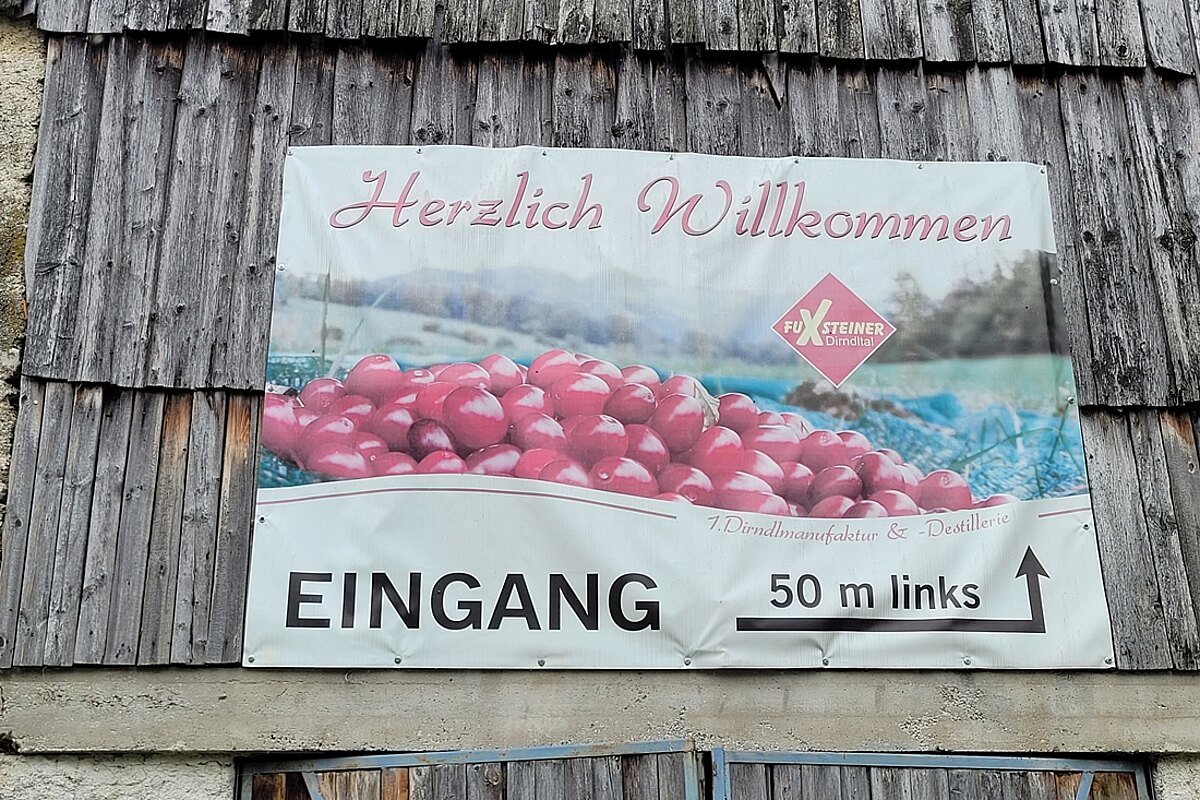 Herzlich Willkommen
FUXSTEINER
Dirndltal
1.Dirndlmanufaktur & -Destillerie
EINGANG
50 m links